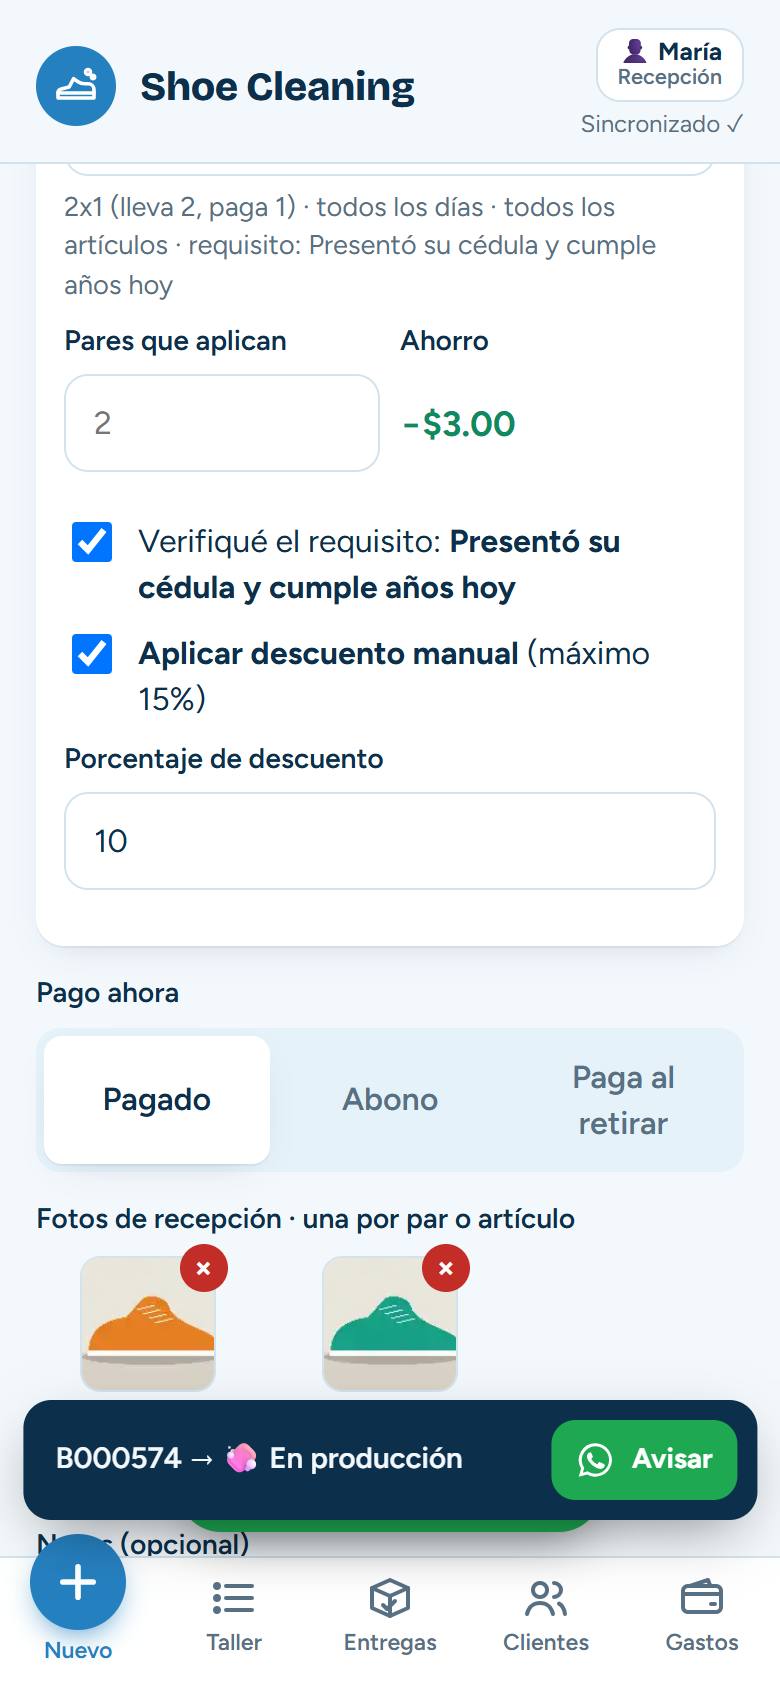 Shoe Cleaning
María
Recepción
Sincronizado ✓
2x1 (lleva 2, paga 1) · todos los días · todos los
artículos · requisito: Presentó su cédula y cumple
años hoy
Pares que aplican
Ahorro
2
-$3.00
Verifiqué el requisito: Presentó su
cédula y cumple años hoy
Aplicar descuento manual (máximo
15%)
Porcentaje de descuento
10
Pago ahora
Pagado
Abono
Paga al
retirar
Fotos de recepción · una por par o artículo
B000574 → En producción
Avisar
(opcional)
Nuevo
Taller
Entregas
Clientes
Gastos